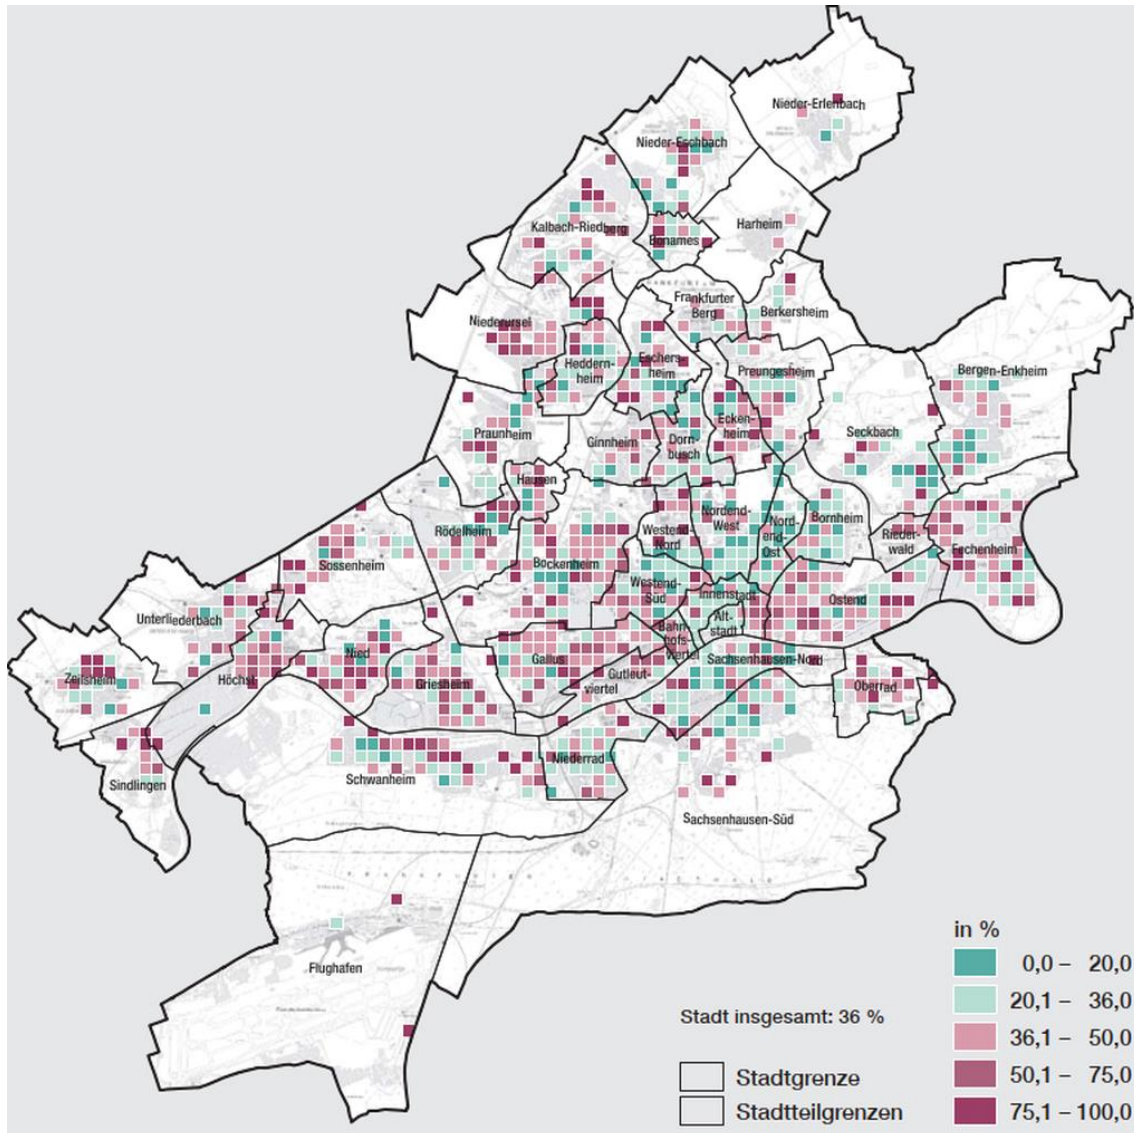 Nieder-Erlenbach
Nieder-Eschbach
Kalbach-Riedberg
Bonames
Harheim
Niederursel
Frankfurter
Berg
Berkersheim
Heddern-
heim
Eschers-
heim
Preungesheim
Bergen-Enkheim
Praunheim
Ginnheim
Dorn-
busch
Ecken-
heim
Seckbach
Hausen
Rödelheim
Westend-
Nord
Nordend-
West
Nord-
end-
Ost
Bornheim
Rieder-
wald
Fechenheim
Sossenheim
Bockenheim
Westend-
Süd
Innenstadt
Ostend
Unterliederbach
Alt-
stadt
Bahn-
hofs-
viertel
Zeilsheim
Höchst
Nied
Griesheim
Gallus
Gutleut-
viertel
Sachsenhausen-Nord
Oberrad
Sindlingen
Schwanheim
Niederrad
Sachsenhausen-Süd
Flughafen
in %
0,0 – 20,0
20,1 – 36,0
36,1 – 50,0
50,1 – 75,0
75,1 – 100,0
Stadt insgesamt: 36 %
Stadtgrenze
Stadtteilgrenzen